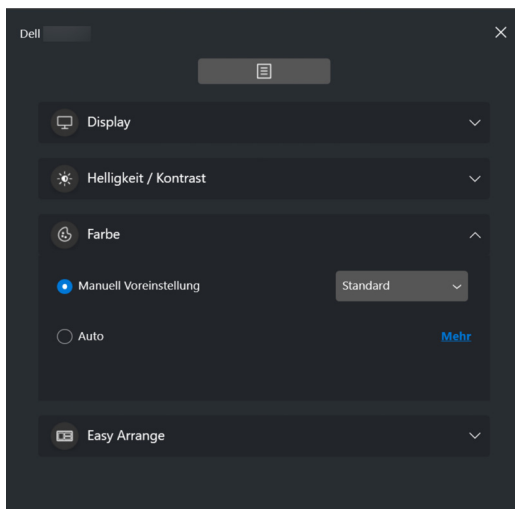 Dell
Display
Helligkeit / Kontrast
Farbe
Manuell Voreinstellung Standard
Auto Mehr
Easy Arrange